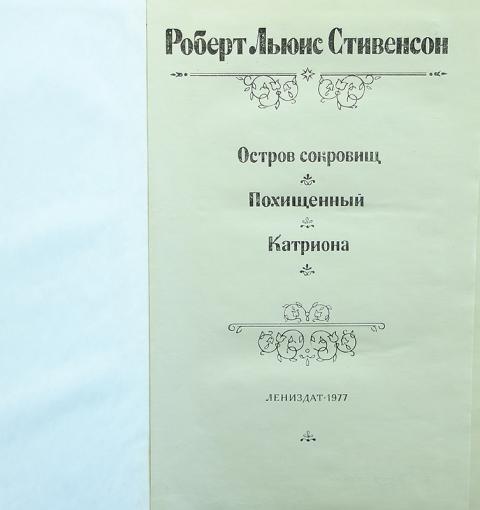 Роберт Льюис Стивенсон
Остров сокровищ
Похищенный
Катриона
ЛЕНИЗДАТ·1977